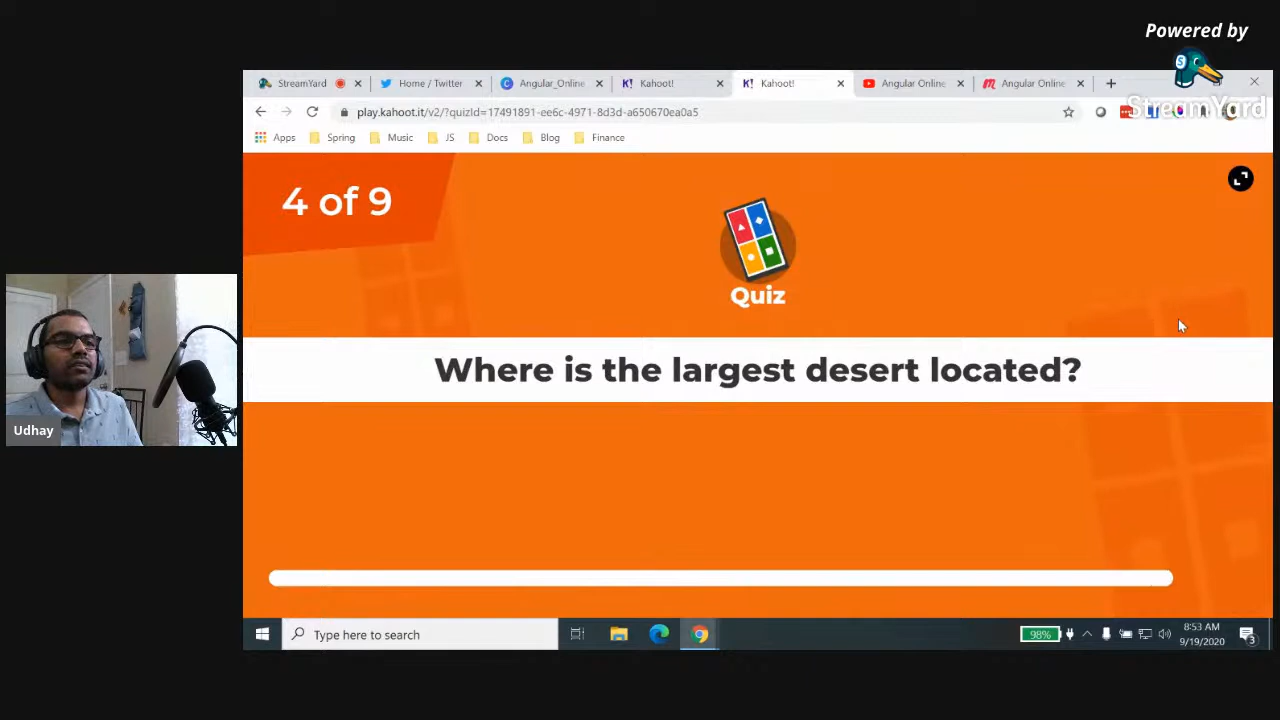 Powered by
StreamYard
StreamYard
Home / Twitter
Angular_Online
Kahoot!
Kahoot!
Angular Online
Angular Online
play.kahoot.it/v2/?quizId=17491891-ee6c-4971-8d3d-a650670ea0a5
Apps
Spring
Music
JS
Docs
Blog
Finance
4 of 9
Quiz
Where is the largest desert located?
Udhay
Type here to search
98%
8:53 AM
9/19/2020
3